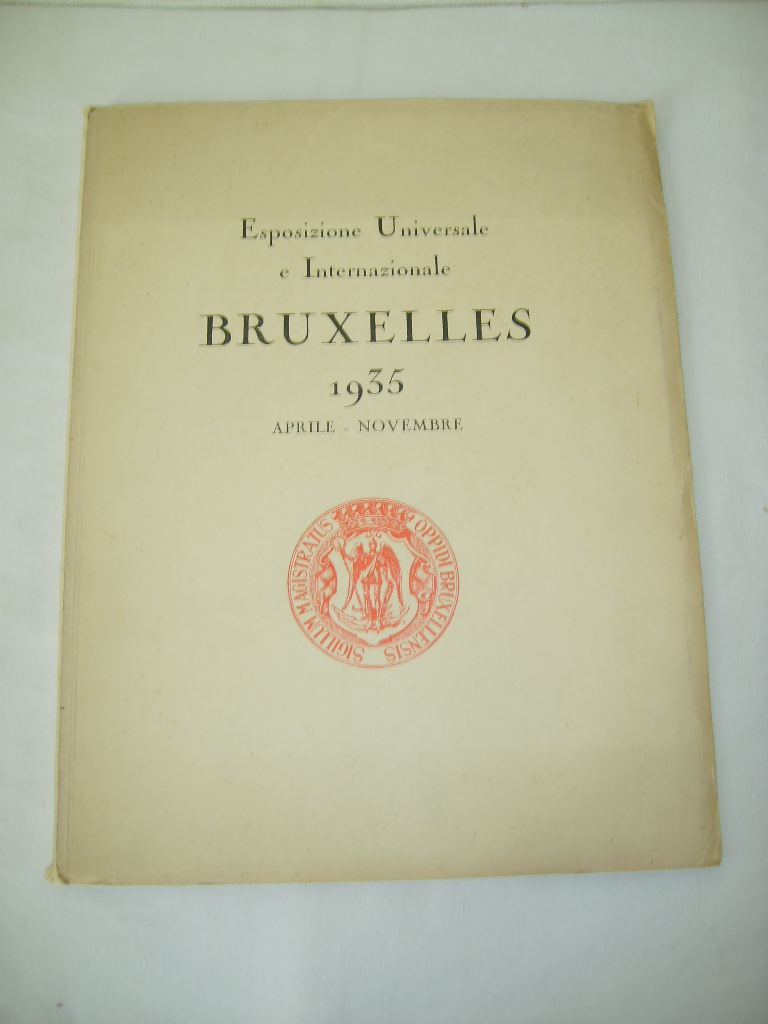 Esposizione Universale
e Internazionale
BRUXELLES
1935
APRILE - NOVEMBRE
SIGILLUM MAGISTRATUS OPPIDI BRUXELLENSIS